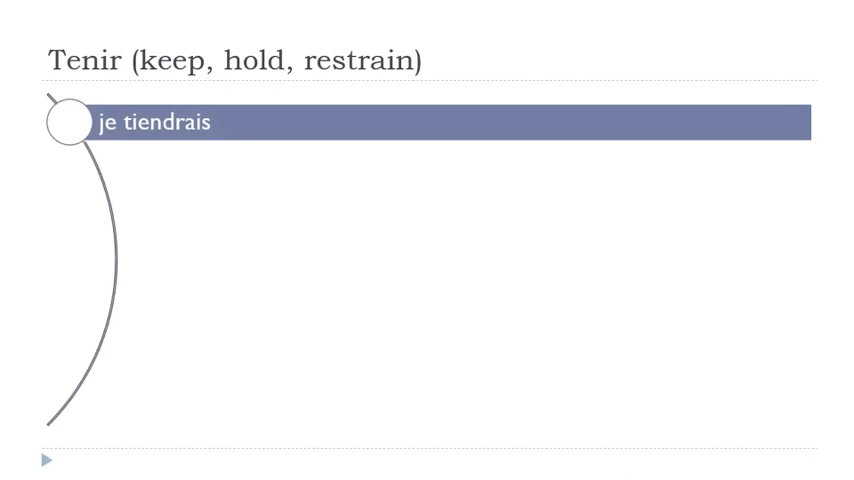 Tenir (keep, hold, restrain)
je tiendrais